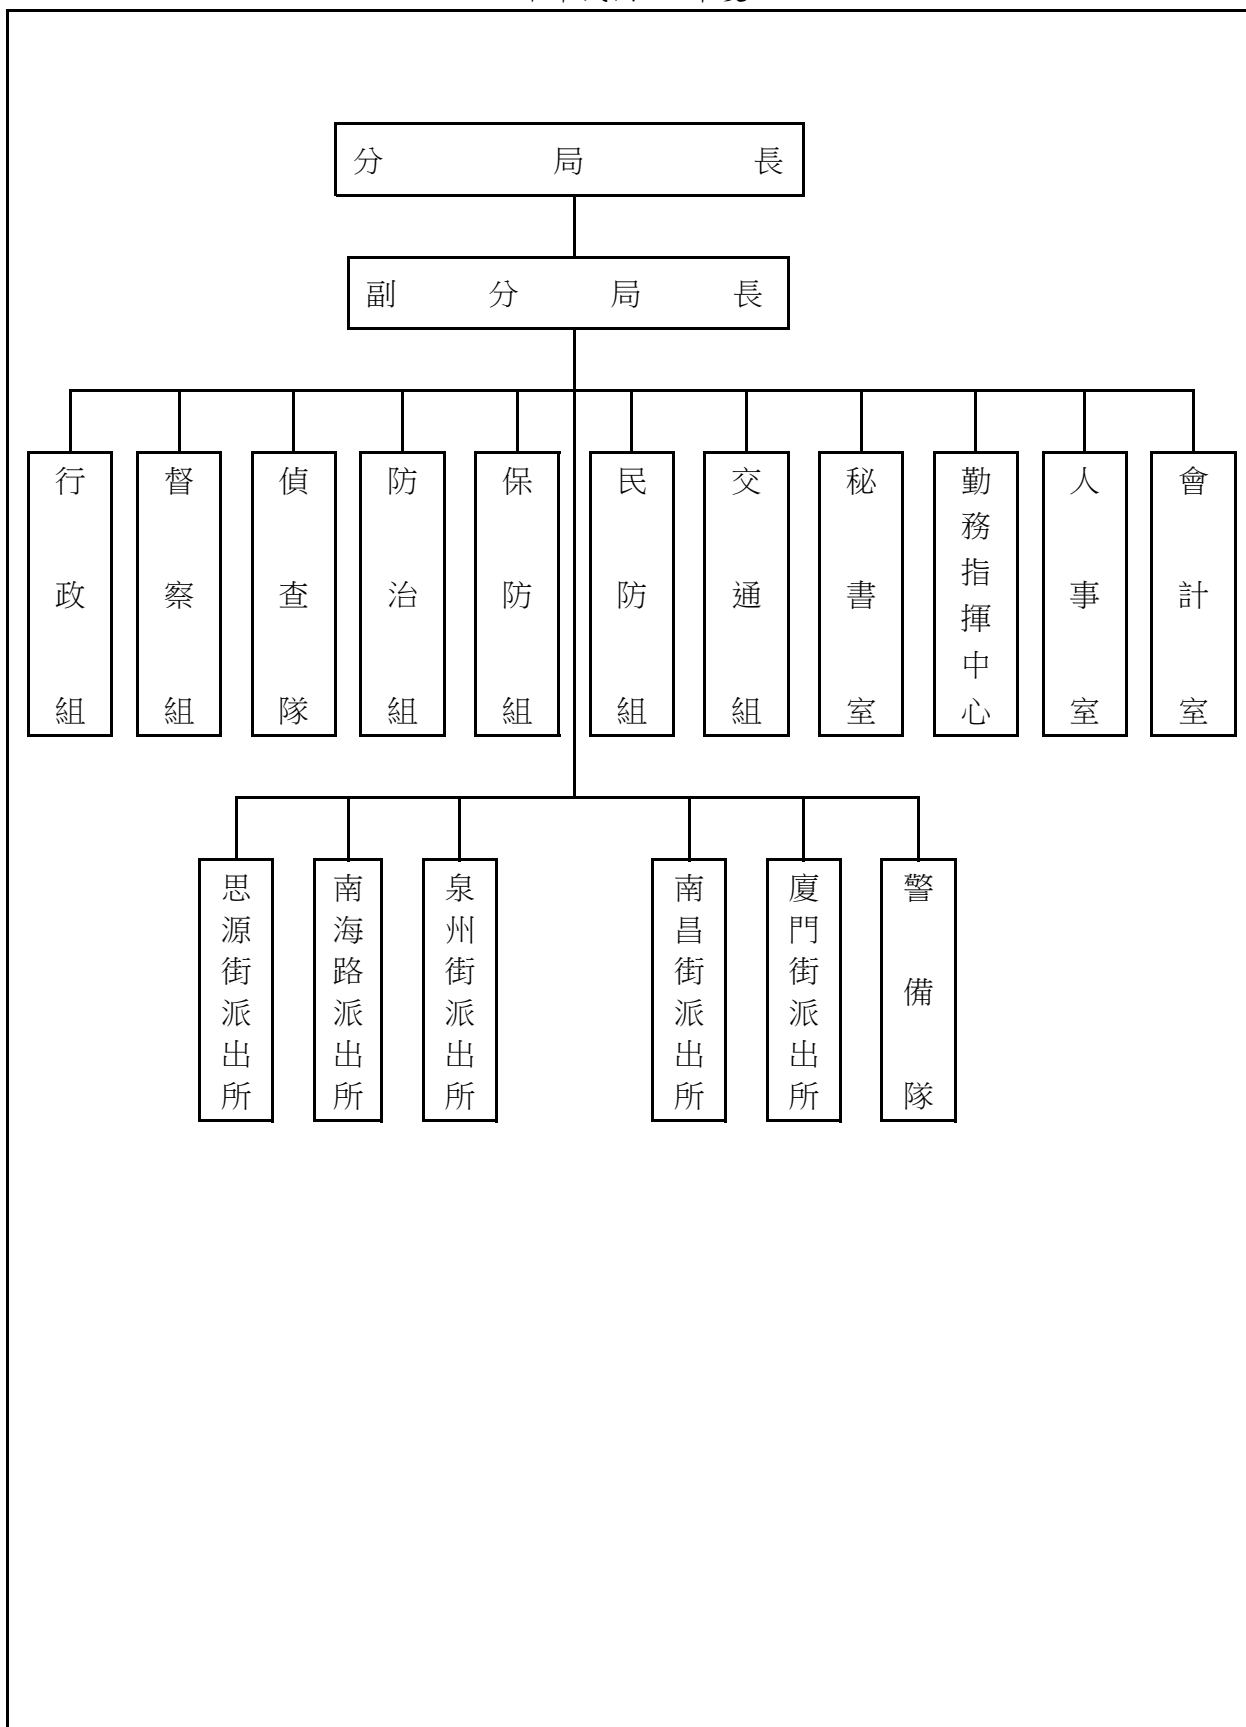 分局長
副分局長
行政組
督察組
偵查隊
防治組
保防組
民防組
交通組
秘書室
勤務指揮中心
人事室
會計室
思源街派出所
南海路派出所
泉州街派出所
南昌街派出所
廈門街派出所
警備隊